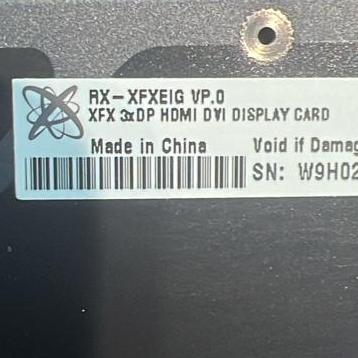 RX-XFXEIG VP.0
XFX 3xDP HDMI DVI DISPLAY CARD
Made in China Void if Damag
SN: W9H02